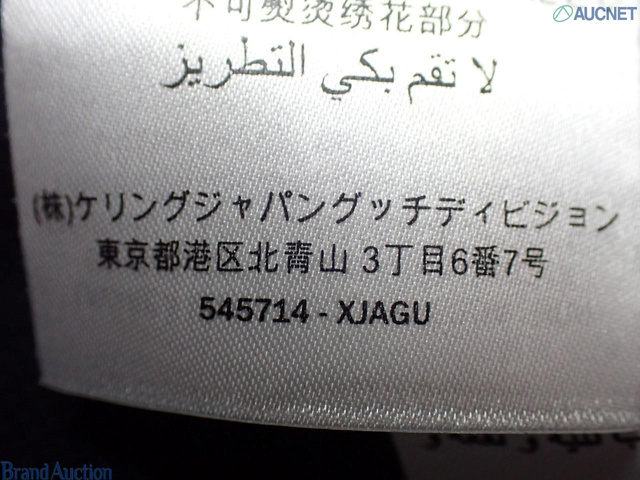 AUCNET
不可熨烫绣花部分
لا تقم بكي التطريز
(株)ケリングジャパングッチディビジョン
東京都港区北青山 3丁目6番7号
545714 - XJAGU
Brand Auction